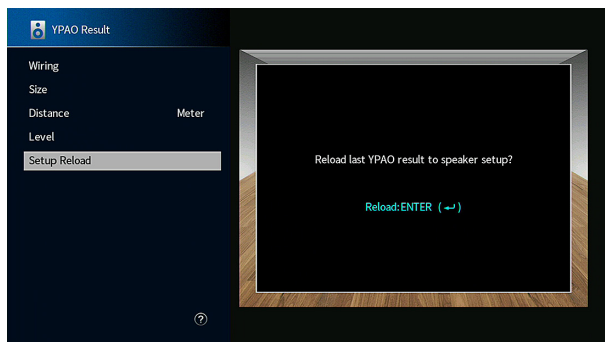 YPAO Result
Wiring
Size
Distance Meter
Level
Setup Reload
Reload last YPAO result to speaker setup?
Reload:ENTER (↵)
?